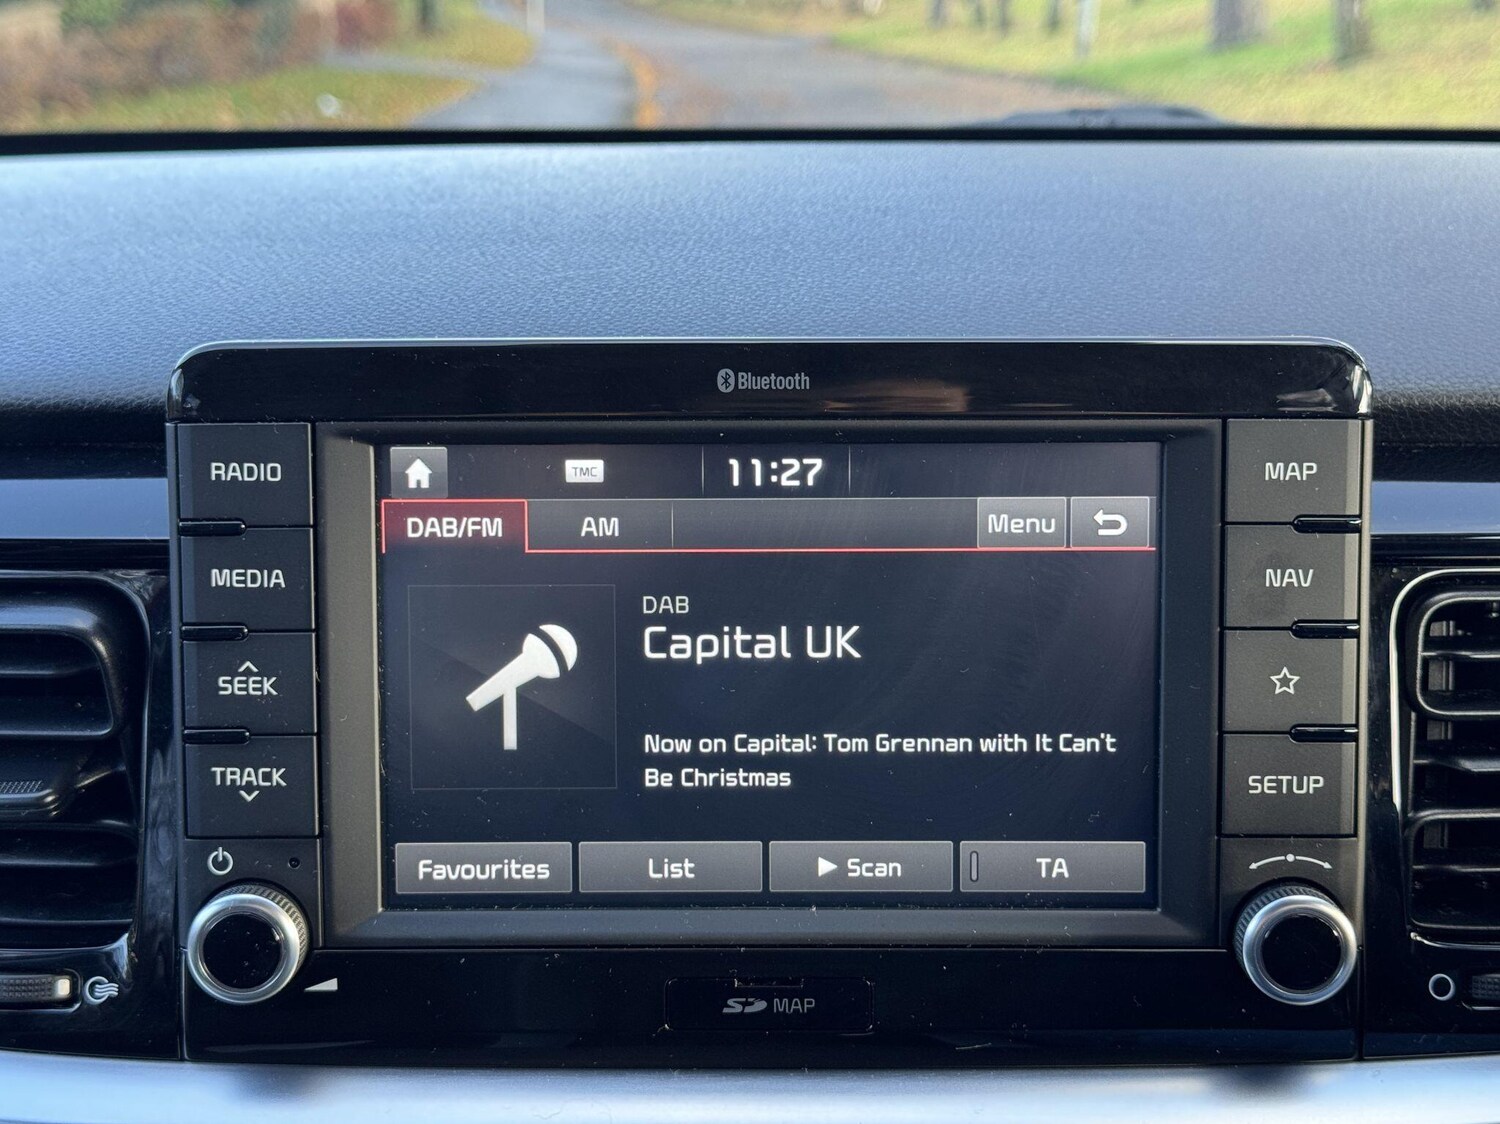 Bluetooth
RADIO
MEDIA
SEEK
TRACK
TMC
11:27
DAB/FM
AM
Menu
DAB
Capital UK
Now on Capital: Tom Grennan with It Can't
Be Christmas
Favourites
List
Scan
TA
MAP
NAV
SETUP
SD MAP